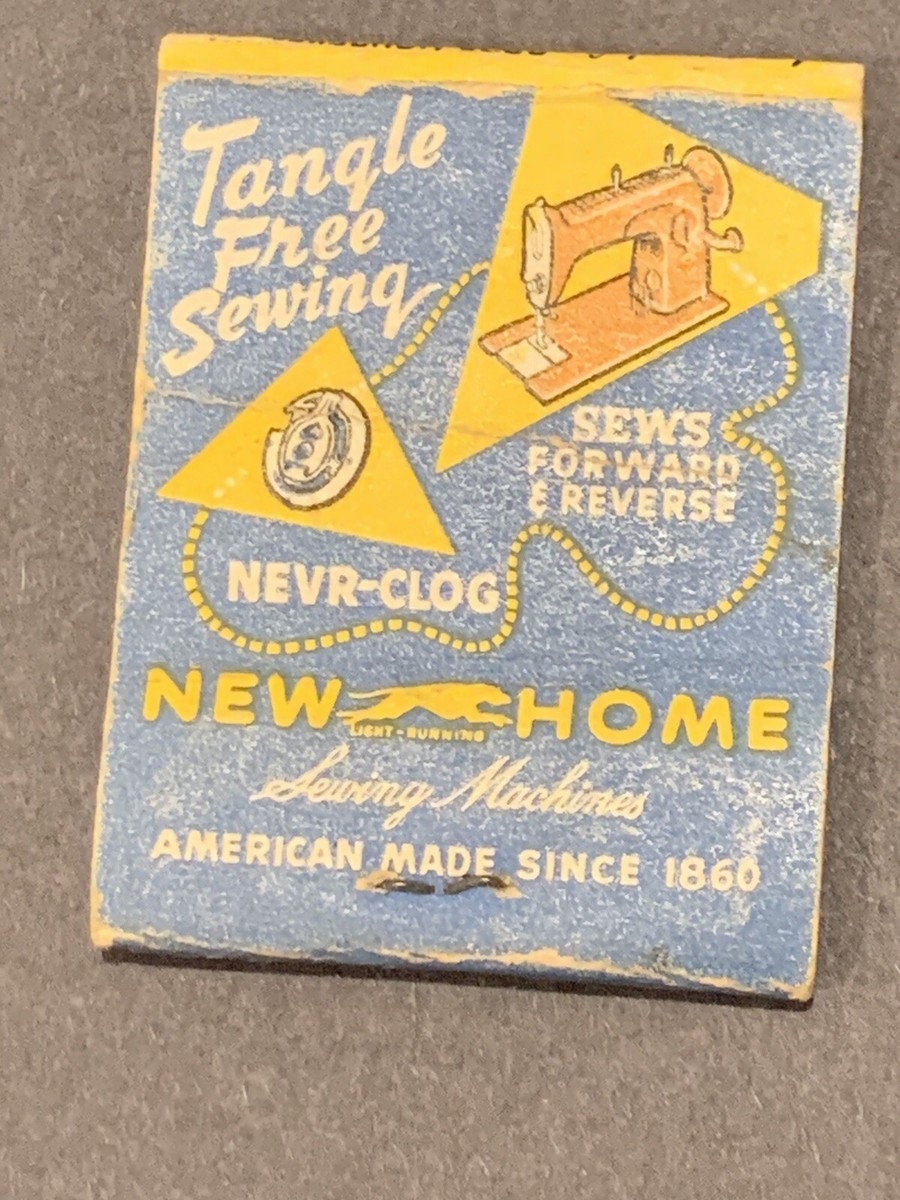 Tangle
Free
Sewing
SEWS
FORWARD
& REVERSE
NEVR-CLOG
NEW HOME
LIGHT-RUNNING
Sewing Machines
AMERICAN MADE SINCE 1860